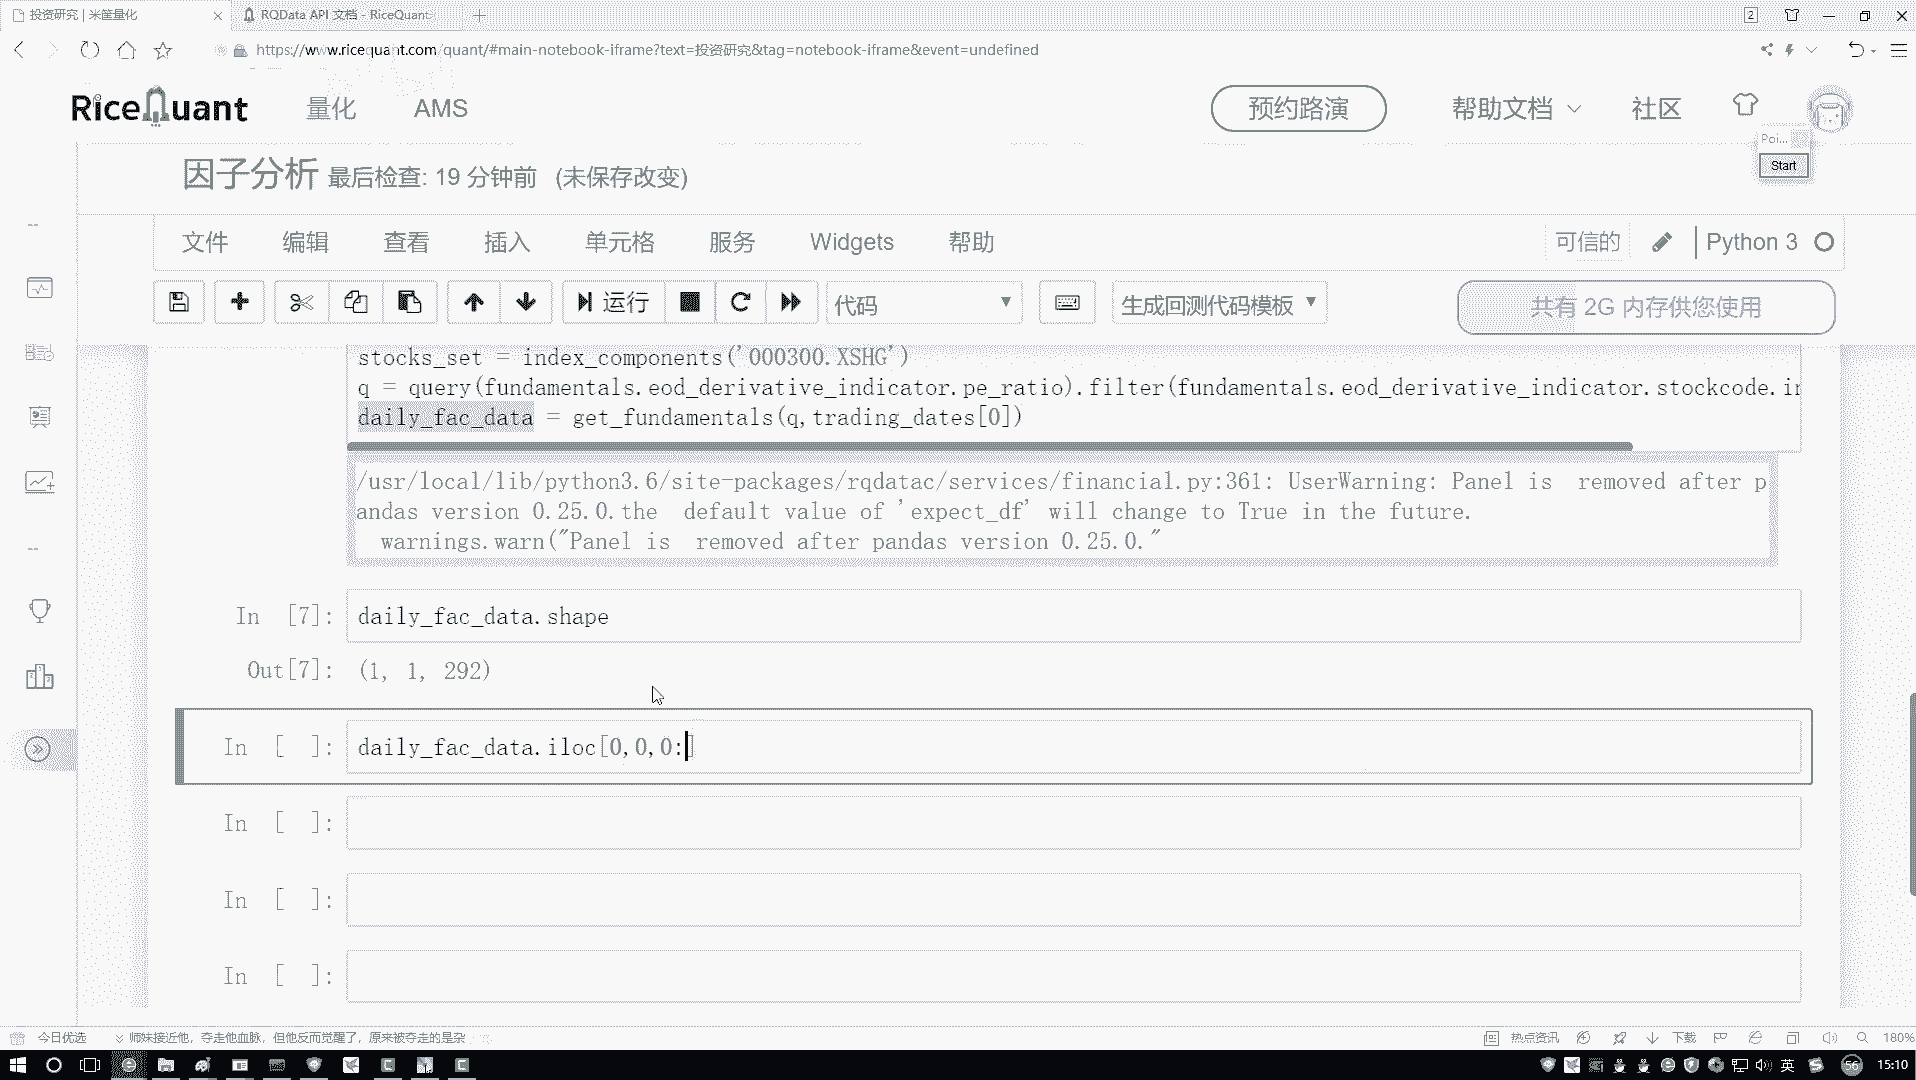 投资研究 | 米筐量化
RQData API 文档 - RiceQuant
2
https://www.ricequant.com/quant/#main-notebook-iframe?text=投资研究&tag=notebook-iframe&event=undefined
RiceQuant 量化 AMS 预约路演 帮助文档 社区
Poi...
Start
因子分析 最后检查: 19 分钟前 (未保存改变)
文件 编辑 查看 插入 单元格 服务 Widgets 帮助 可信的 Python 3
运行 代码 生成回测代码模板 共有 2G 内存供您使用
stocks_set = index_components('000300.XSHG')
q = query(fundamentals.eod_derivative_indicator.pe_ratio).filter(fundamentals.eod_derivative_indicator.stockcode.in
daily_fac_data = get_fundamentals(q,trading_dates[0])
/usr/local/lib/python3.6/site-packages/rqdatac/services/financial.py:361: UserWarning: Panel is  removed after p
andas version 0.25.0.the  default value of 'expect_df' will change to True in the future.
warnings.warn("Panel is  removed after pandas version 0.25.0."
In [7]: daily_fac_data.shape
Out[7]: (1, 1, 292)
In [ ]: daily_fac_data.iloc[0,0,0:]
In [ ]:
In [ ]:
In [ ]:
今日优选 师妹接近他，夺走他血脉，但他反而觉醒了，原来被夺走的是杂 热点资讯 下载 180%
英 56 15:10